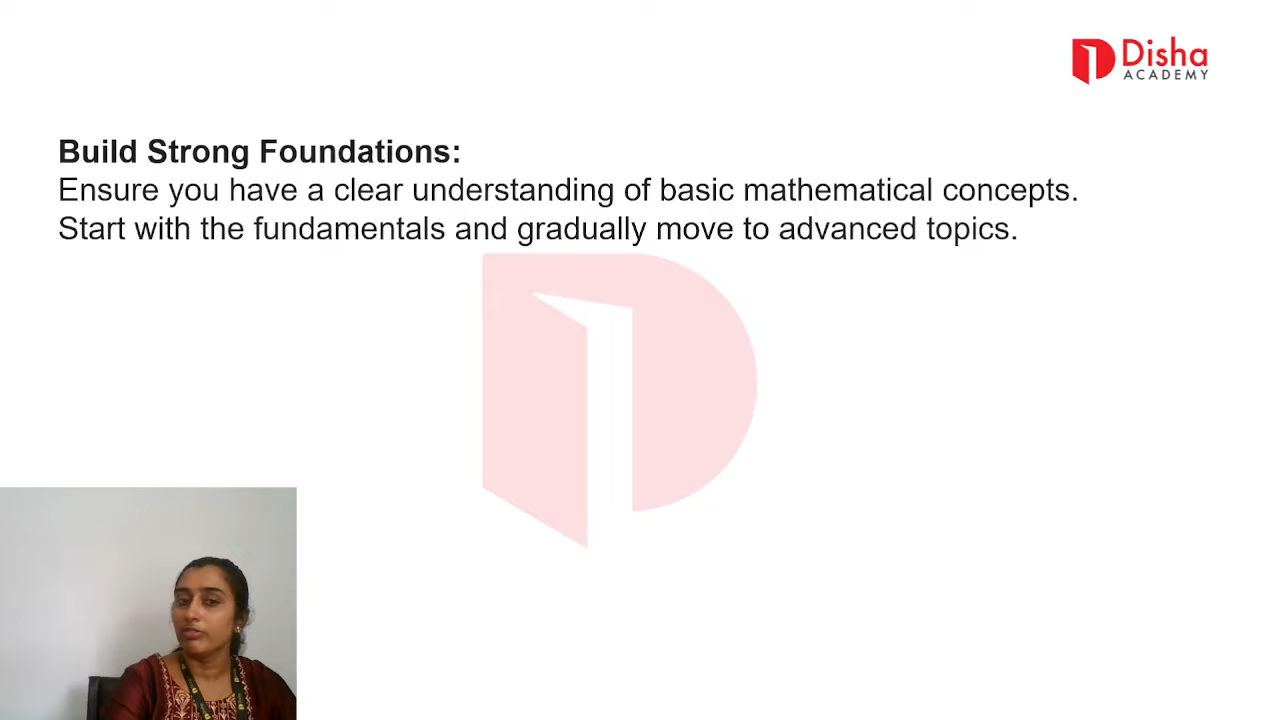 Disha
ACADEMY
Build Strong Foundations:
Ensure you have a clear understanding of basic mathematical concepts.
Start with the fundamentals and gradually move to advanced topics.